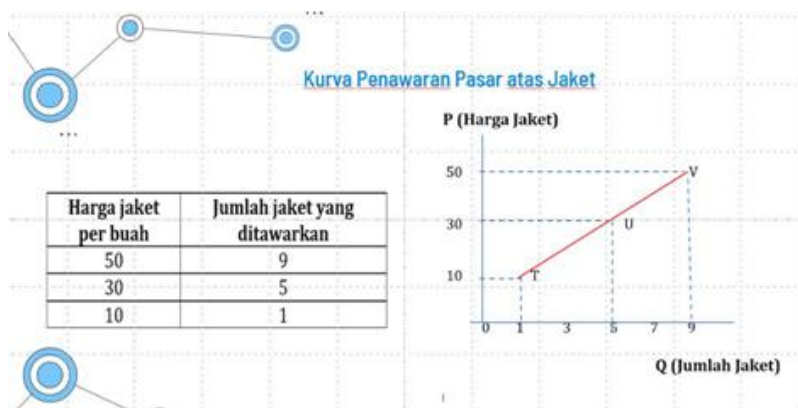 ...
Kurva Penawaran Pasar atas Jaket
...
Harga jaket per buah Jumlah jaket yang ditawarkan
50 9
30 5
10 1
P (Harga Jaket)
50
V
30
U
10
T
0 1 3 5 7 9
Q (Jumlah Jaket)